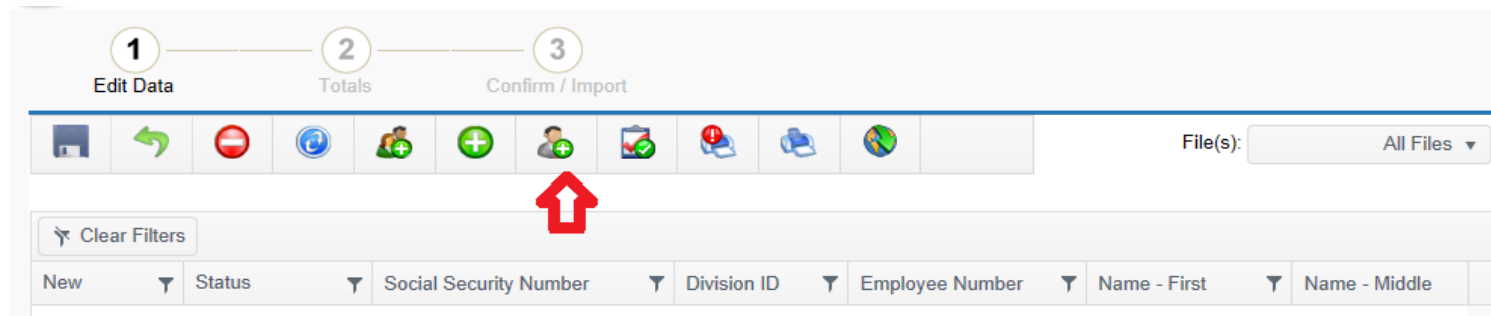 1 2 3
Edit Data Totals Confirm / Import
File(s): All Files
Clear Filters
New Status Social Security Number Division ID Employee Number Name - First Name - Middle